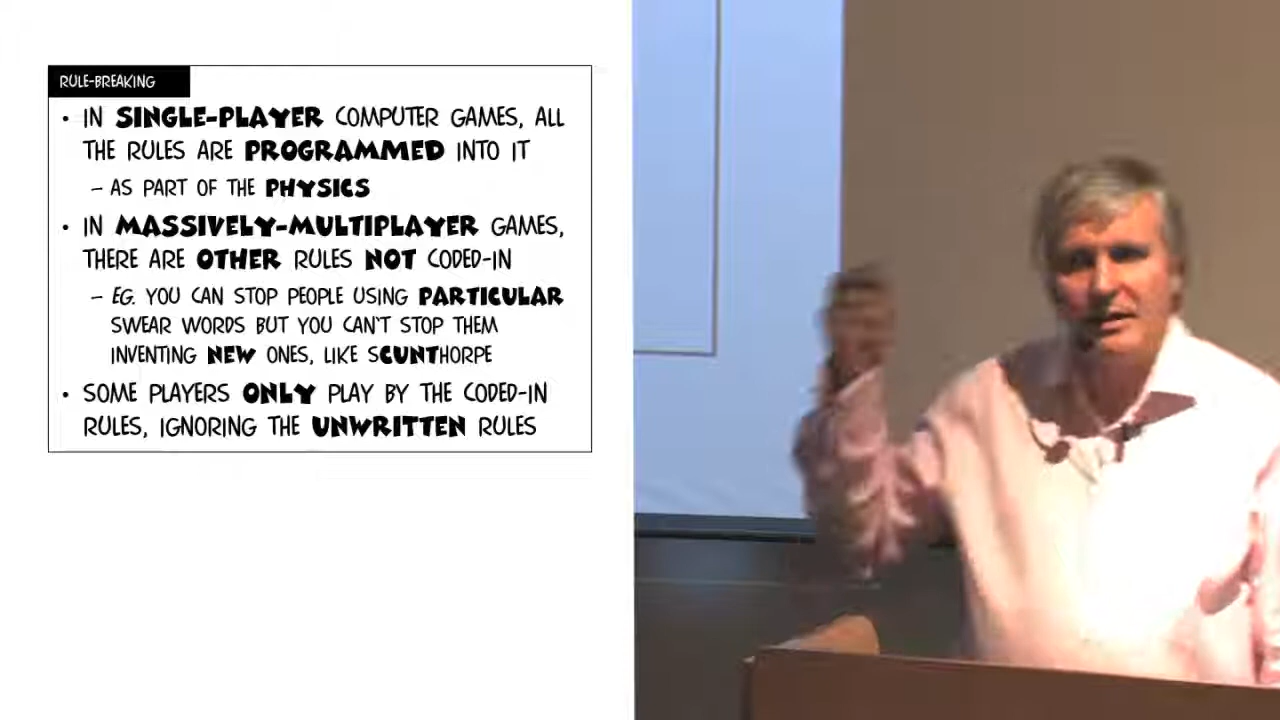 RULE-BREAKING
• IN SINGLE-PLAYER COMPUTER GAMES, ALL
THE RULES ARE PROGRAMMED INTO IT
– AS PART OF THE PHYSICS
• IN MASSIVELY-MULTIPLAYER GAMES,
THERE ARE OTHER RULES NOT CODED-IN
– EG. YOU CAN STOP PEOPLE USING PARTICULAR
SWEAR WORDS BUT YOU CAN'T STOP THEM
INVENTING NEW ONES, LIKE SCUNTHORPE
• SOME PLAYERS ONLY PLAY BY THE CODED-IN
RULES, IGNORING THE UNWRITTEN RULES